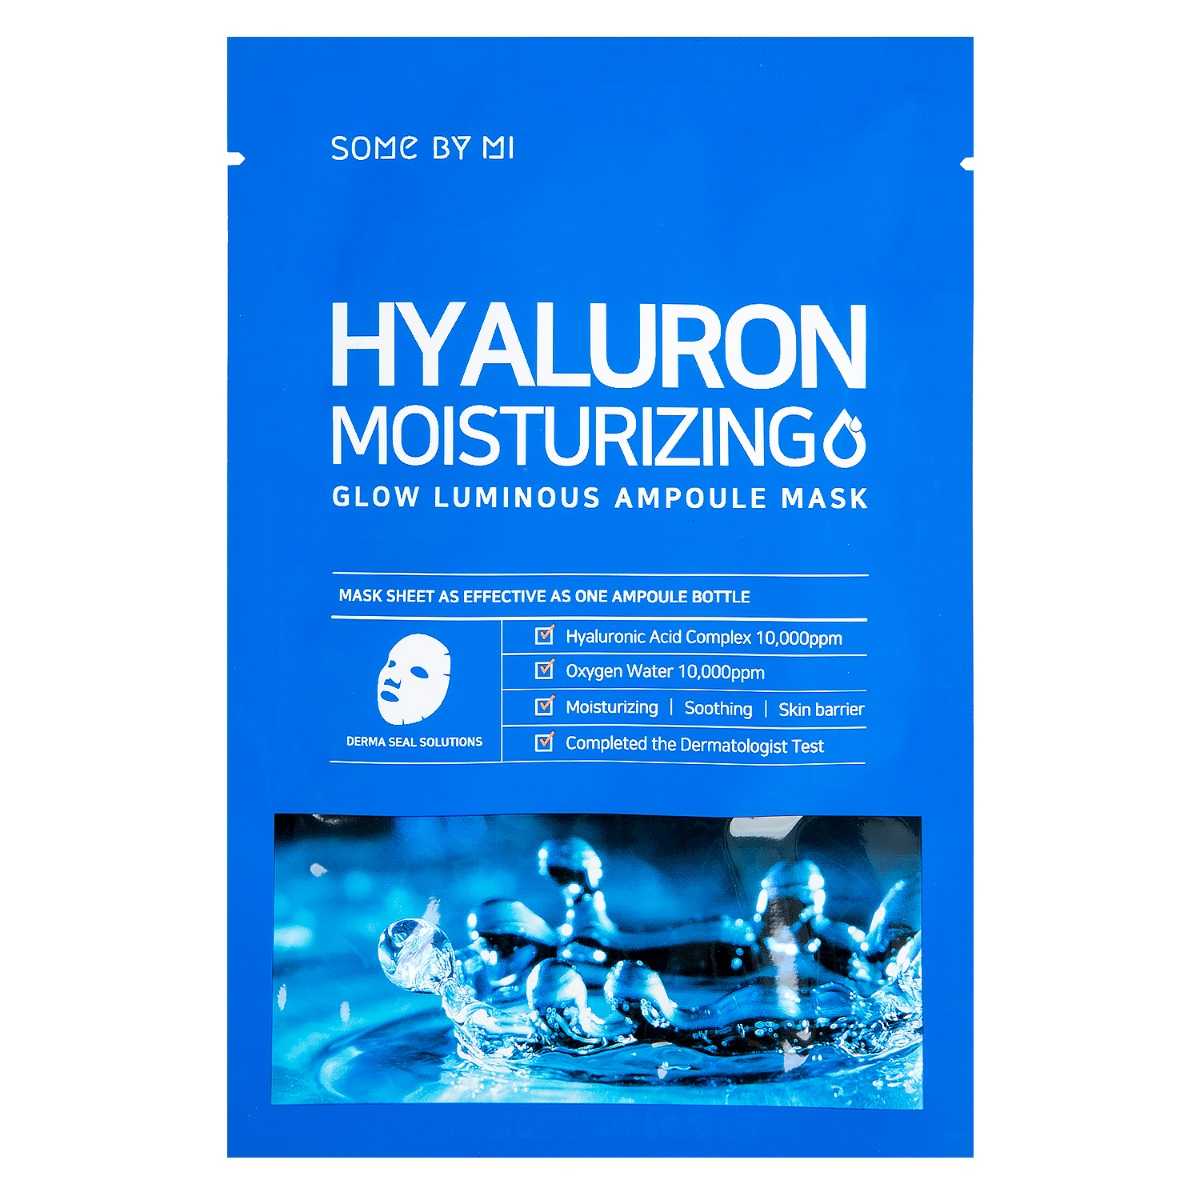 SOME BY MI
HYALURON
MOISTURIZING
GLOW LUMINOUS AMPOULE MASK
MASK SHEET AS EFFECTIVE AS ONE AMPOULE BOTTLE
Hyaluronic Acid Complex 10,000ppm
Oxygen Water 10,000ppm
Moisturizing | Soothing | Skin barrier
Completed the Dermatologist Test
DERMA SEAL SOLUTIONS